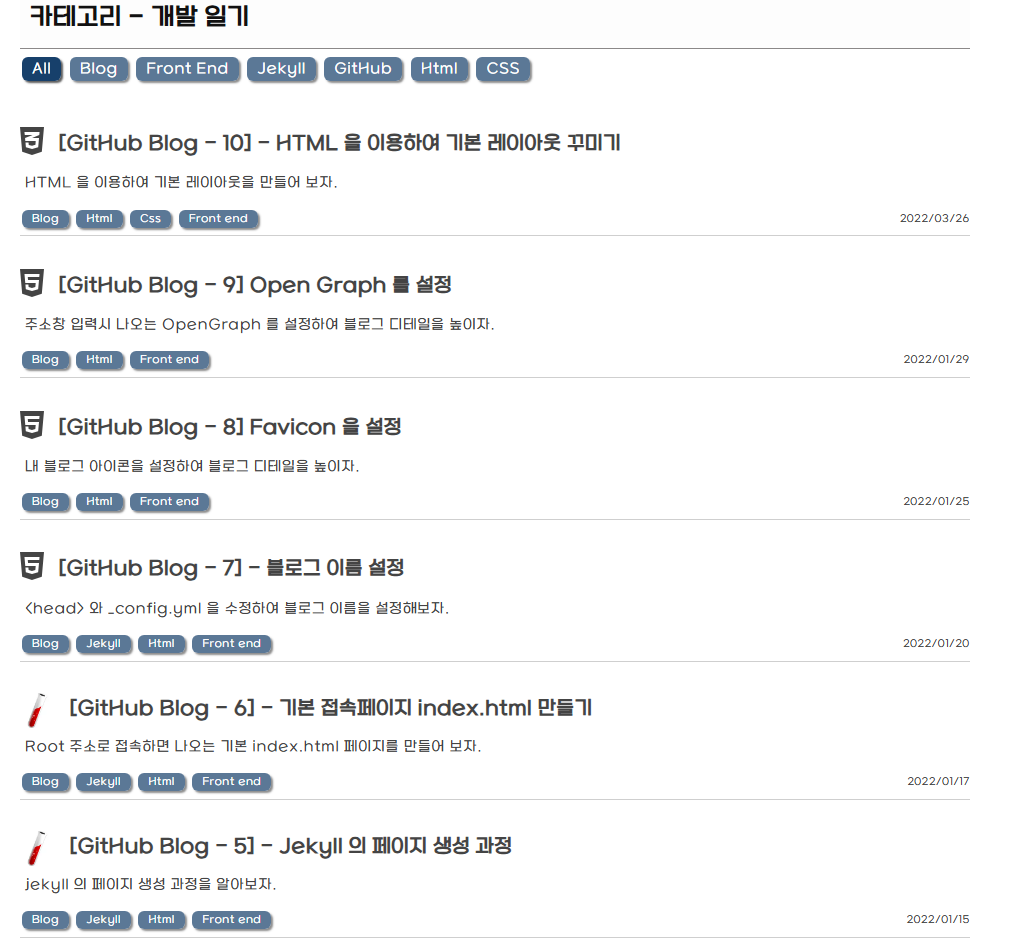 카테고리 - 개발 일기
All Blog Front End Jekyll GitHub Html CSS
[GitHub Blog - 10] - HTML 을 이용하여 기본 레이아웃 꾸미기
HTML 을 이용하여 기본 레이아웃을 만들어 보자.
Blog Html Css Front end 2022/03/26
[GitHub Blog - 9] Open Graph 를 설정
주소창 입력시 나오는 OpenGraph 를 설정하여 블로그 디테일을 높이자.
Blog Html Front end 2022/01/29
[GitHub Blog - 8] Favicon 을 설정
내 블로그 아이콘을 설정하여 블로그 디테일을 높이자.
Blog Html Front end 2022/01/25
[GitHub Blog - 7] - 블로그 이름 설정
<head> 와 _config.yml 을 수정하여 블로그 이름을 설정해보자.
Blog Jekyll Html Front end 2022/01/20
[GitHub Blog - 6] - 기본 접속페이지 index.html 만들기
Root 주소로 접속하면 나오는 기본 index.html 페이지를 만들어 보자.
Blog Jekyll Html Front end 2022/01/17
[GitHub Blog - 5] - Jekyll 의 페이지 생성 과정
jekyll 의 페이지 생성 과정을 알아보자.
Blog Jekyll Html Front end 2022/01/15